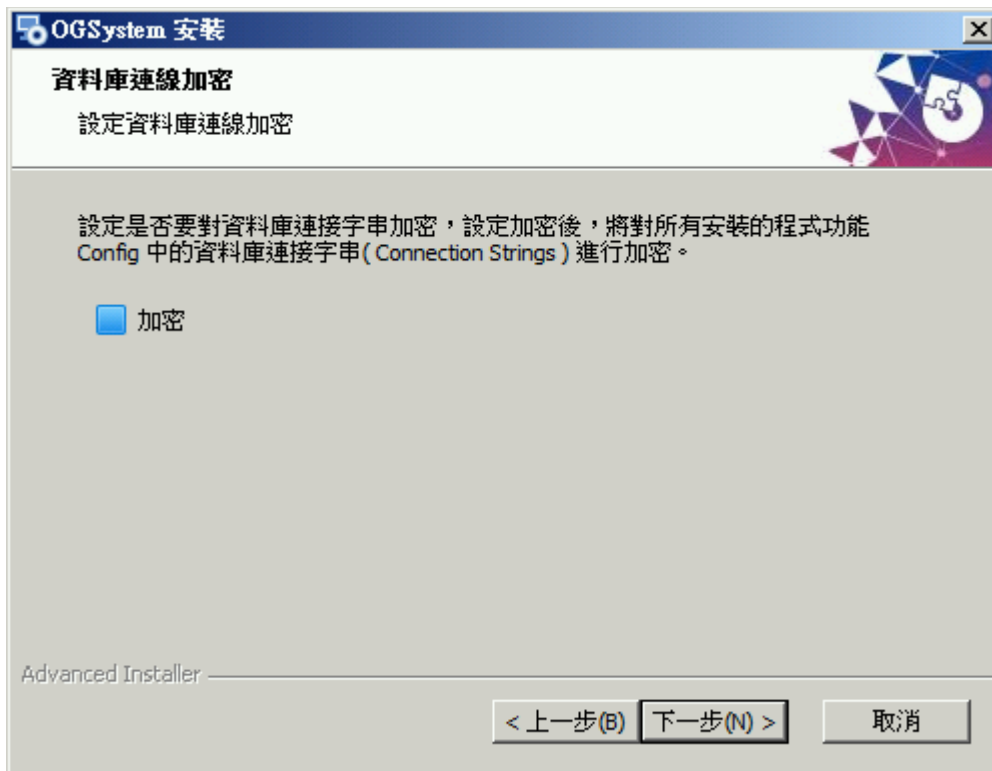 OGSystem 安裝
資料庫連線加密
設定資料庫連線加密
設定是否要對資料庫連接字串加密，設定加密後，將對所有安裝的程式功能
Config 中的資料庫連接字串( Connection Strings ) 進行加密。
加密
Advanced Installer
< 上一步(B) 下一步(N) > 取消